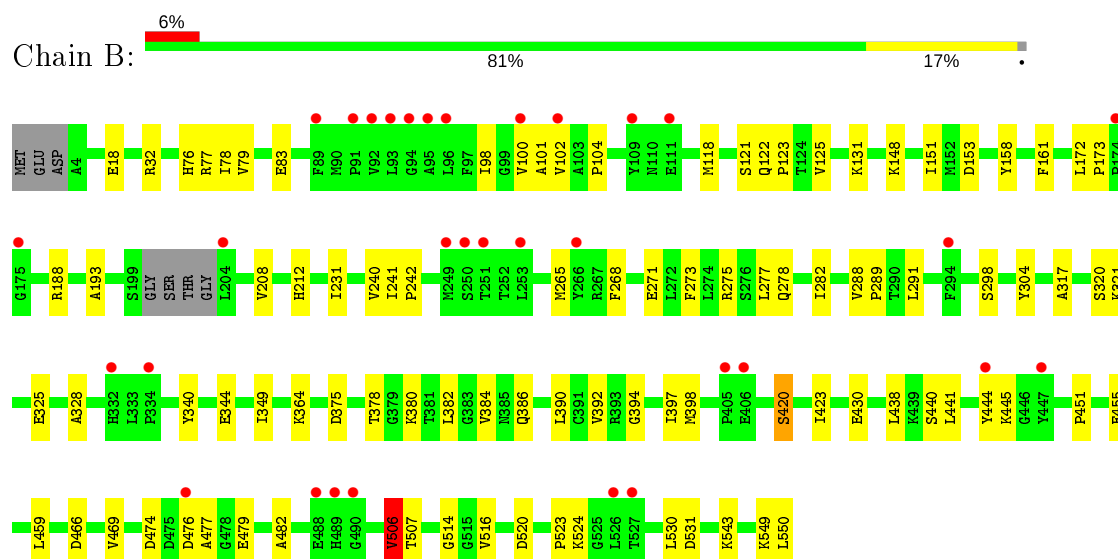 6%
Chain B:
81%
17%
MET GLU ASP A4 E18 R32 H76 R77 I78 V79 E83 F89 M90 P91 V92 L93 G94 A95 L96 F97 I98 G99 V100 A101 V102 A103 P104 Y109 N110 E111 M118 S121 Q122 P123 T124 V125 K131 K148 I151 M152 D153 Y158 F161 L172 P173
G175 R188 A193 S199 GLY SER THR GLY L204 V208 H212 I231 V240 I241 P242 M249 S250 T251 T252 L253 M265 Y266 R267 F268 E271 L272 F273 L274 R275 S276 L277 Q278 I282 V288 P289 T290 L291 F294 S298 Y304 A317 S320 K321
E325 A328 H332 L333 P334 Y340 E344 I349 K364 D375 T378 G379 K380 T381 L382 G383 V384 N385 Q386 L390 C391 V392 R393 G394 I397 M398 P405 E406 S420 I423 E430 L438 K439 S440 L441 Y444 K445 G446 Y447 P451
L459 D466 V469 D474 D475 D476 A477 G478 E479 A482 E488 H489 G490 V506 T507 G514 G515 V516 D520 P523 K524 G525 L526 T527 L530 D531 K543 K549 L550